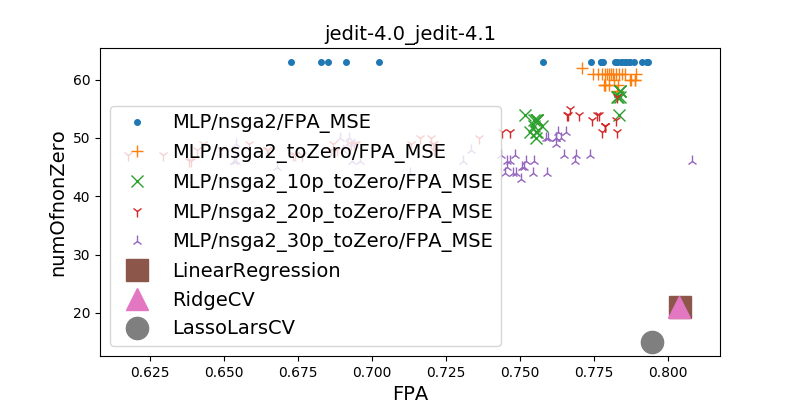 jedit-4.0_jedit-4.1
numOfnonZero
60
50
40
30
20
MLP/nsga2/FPA_MSE
MLP/nsga2_toZero/FPA_MSE
MLP/nsga2_10p_toZero/FPA_MSE
MLP/nsga2_20p_toZero/FPA_MSE
MLP/nsga2_30p_toZero/FPA_MSE
LinearRegression
RidgeCV
LassoLarsCV
0.625 0.650 0.675 0.700 0.725 0.750 0.775 0.800
FPA